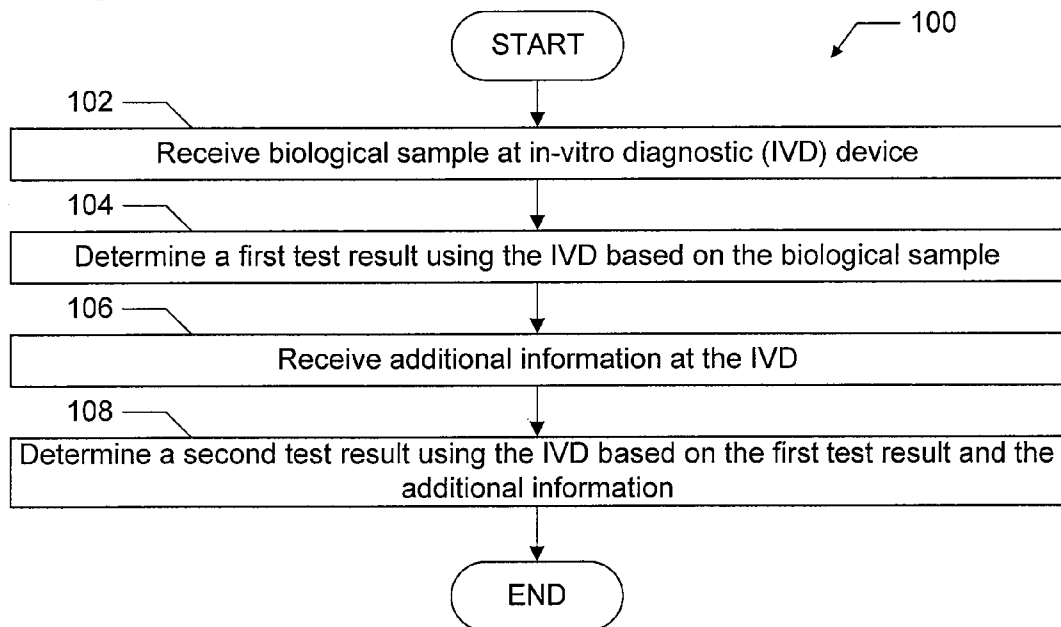 START
100
102
Receive biological sample at in-vitro diagnostic (IVD) device
104
Determine a first test result using the IVD based on the biological sample
106
Receive additional information at the IVD
108
Determine a second test result using the IVD based on the first test result and the
additional information
END